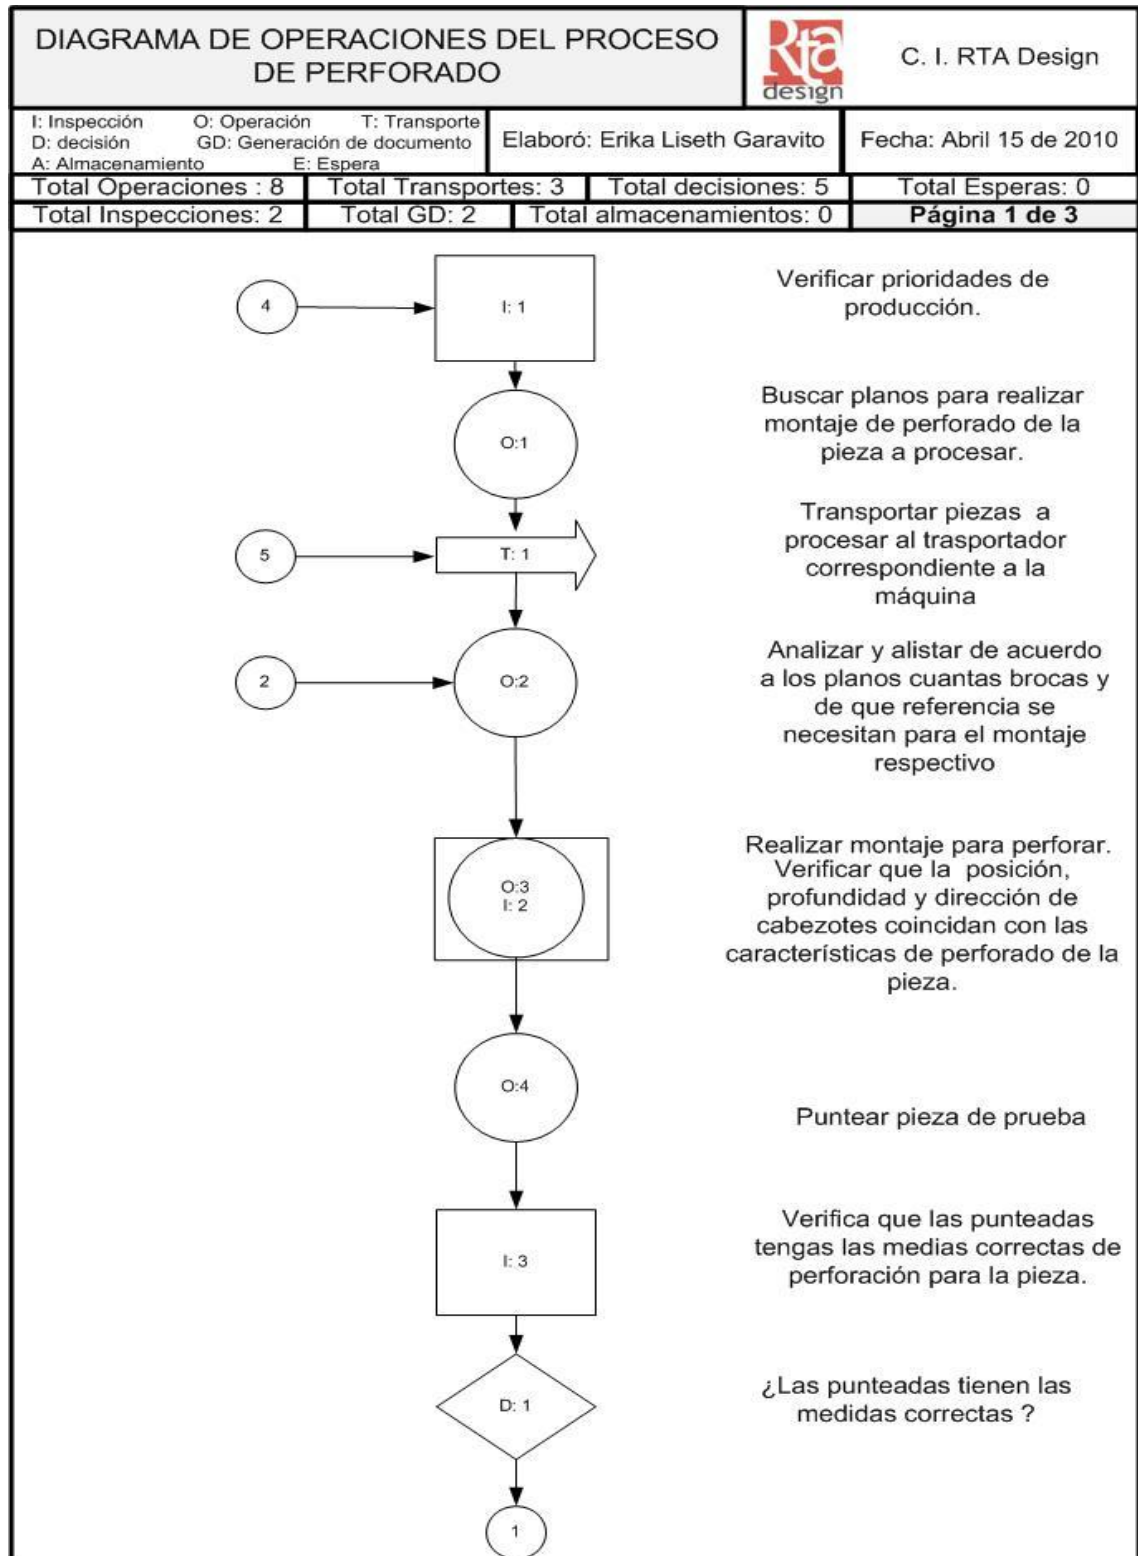 DIAGRAMA DE OPERACIONES DEL PROCESO
DE PERFORADO
Rta
design
C. I. RTA Design
I: Inspección O: Operación T: Transporte
D: decisión GD: Generación de documento
A: Almacenamiento E: Espera
Elaboró: Erika Liseth Garavito
Fecha: Abril 15 de 2010
Total Operaciones : 8
Total Transportes: 3
Total decisiones: 5
Total Esperas: 0
Total Inspecciones: 2
Total GD: 2
Total almacenamientos: 0
Página 1 de 3
4
I: 1
Verificar prioridades de
producción.
O:1
Buscar planos para realizar
montaje de perforado de la
pieza a procesar.
5
T: 1
Transportar piezas a
procesar al trasportador
correspondiente a la
máquina
2
O:2
Analizar y alistar de acuerdo
a los planos cuantas brocas y
de que referencia se
necesitan para el montaje
respectivo
O:3
I: 2
Realizar montaje para perforar.
Verificar que la posición,
profundidad y dirección de
cabezotes coincidan con las
características de perforado de la
pieza.
O:4
Puntear pieza de prueba
I: 3
Verifica que las punteadas
tengas las medias correctas de
perforación para la pieza.
D: 1
¿Las punteadas tienen las
medidas correctas ?
1